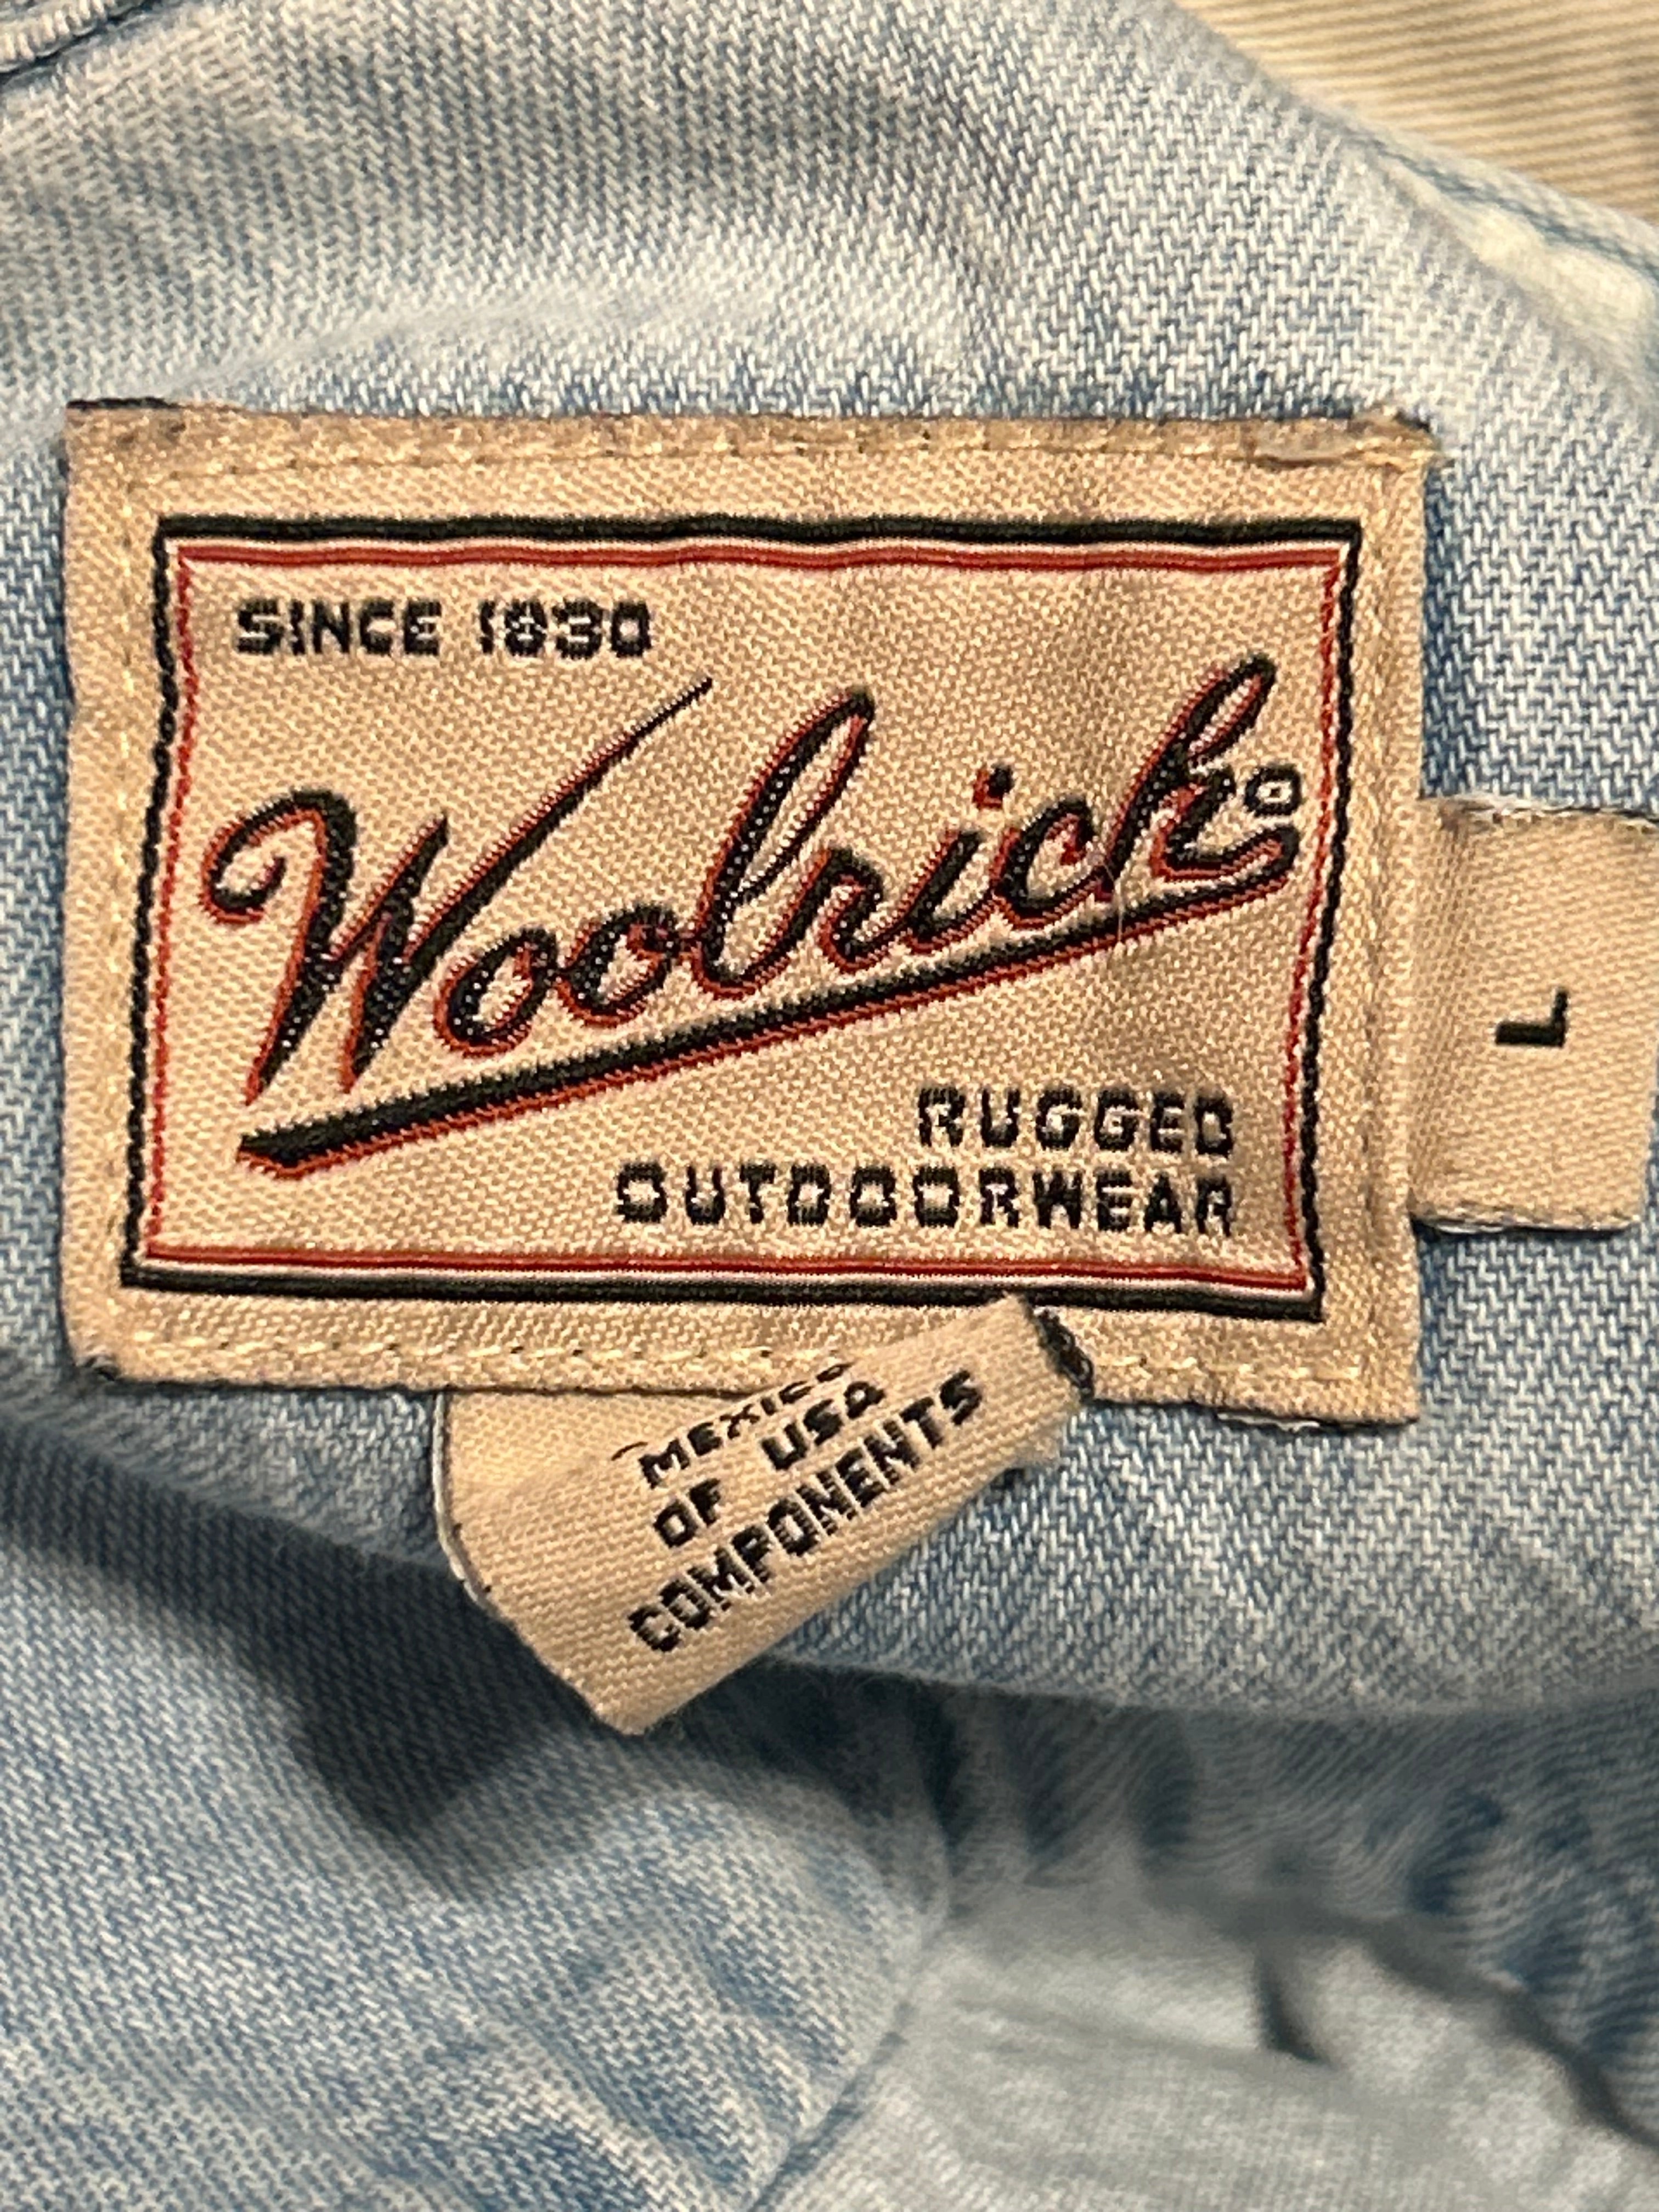 SINCE 1830
Woolrich®
RUGGED
OUTDOORWEAR
L
MEXICO
OF USA
COMPONENTS